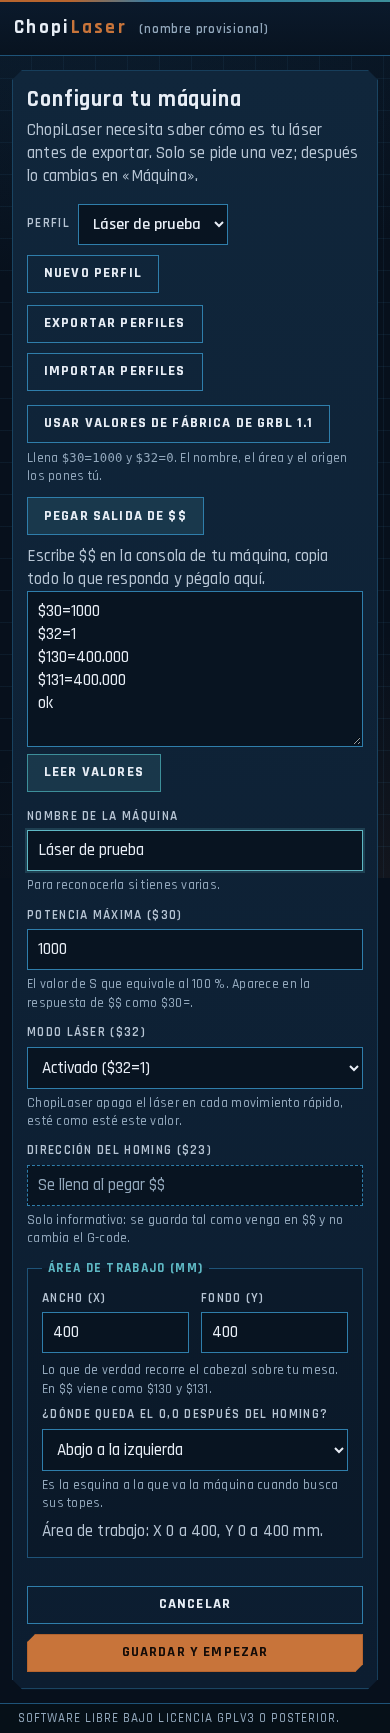 ChopiLaser (nombre provisional)
Configura tu máquina
ChopiLaser necesita saber cómo es tu láser
antes de exportar. Solo se pide una vez; después
lo cambias en «Máquina».
PERFIL Láser de prueba
NUEVO PERFIL
EXPORTAR PERFILES
IMPORTAR PERFILES
USAR VALORES DE FÁBRICA DE GRBL 1.1
Llena $30=1000 y $32=0. El nombre, el área y el origen
los pones tú.
PEGAR SALIDA DE $$
Escribe $$ en la consola de tu máquina, copia
todo lo que responda y pégalo aquí.
$30=1000
$32=1
$130=400.000
$131=400.000
ok
LEER VALORES
NOMBRE DE LA MÁQUINA
Láser de prueba
Para reconocerla si tienes varias.
POTENCIA MÁXIMA ($30)
1000
El valor de S que equivale al 100 %. Aparece en la
respuesta de $$ como $30=.
MODO LÁSER ($32)
Activado ($32=1)
ChopiLaser apaga el láser en cada movimiento rápido,
esté como esté este valor.
DIRECCIÓN DEL HOMING ($23)
Se llena al pegar $$
Solo informativo: se guarda tal como venga en $$ y no
cambia el G-code.
ÁREA DE TRABAJO (MM)
ANCHO (X) FONDO (Y)
400 400
Lo que de verdad recorre el cabezal sobre tu mesa.
En $$ viene como $130 y $131.
¿DÓNDE QUEDA EL 0,0 DESPUÉS DEL HOMING?
Abajo a la izquierda
Es la esquina a la que va la máquina cuando busca
sus topes.
Área de trabajo: X 0 a 400, Y 0 a 400 mm.
CANCELAR
GUARDAR Y EMPEZAR
SOFTWARE LIBRE BAJO LICENCIA GPLV3 O POSTERIOR.